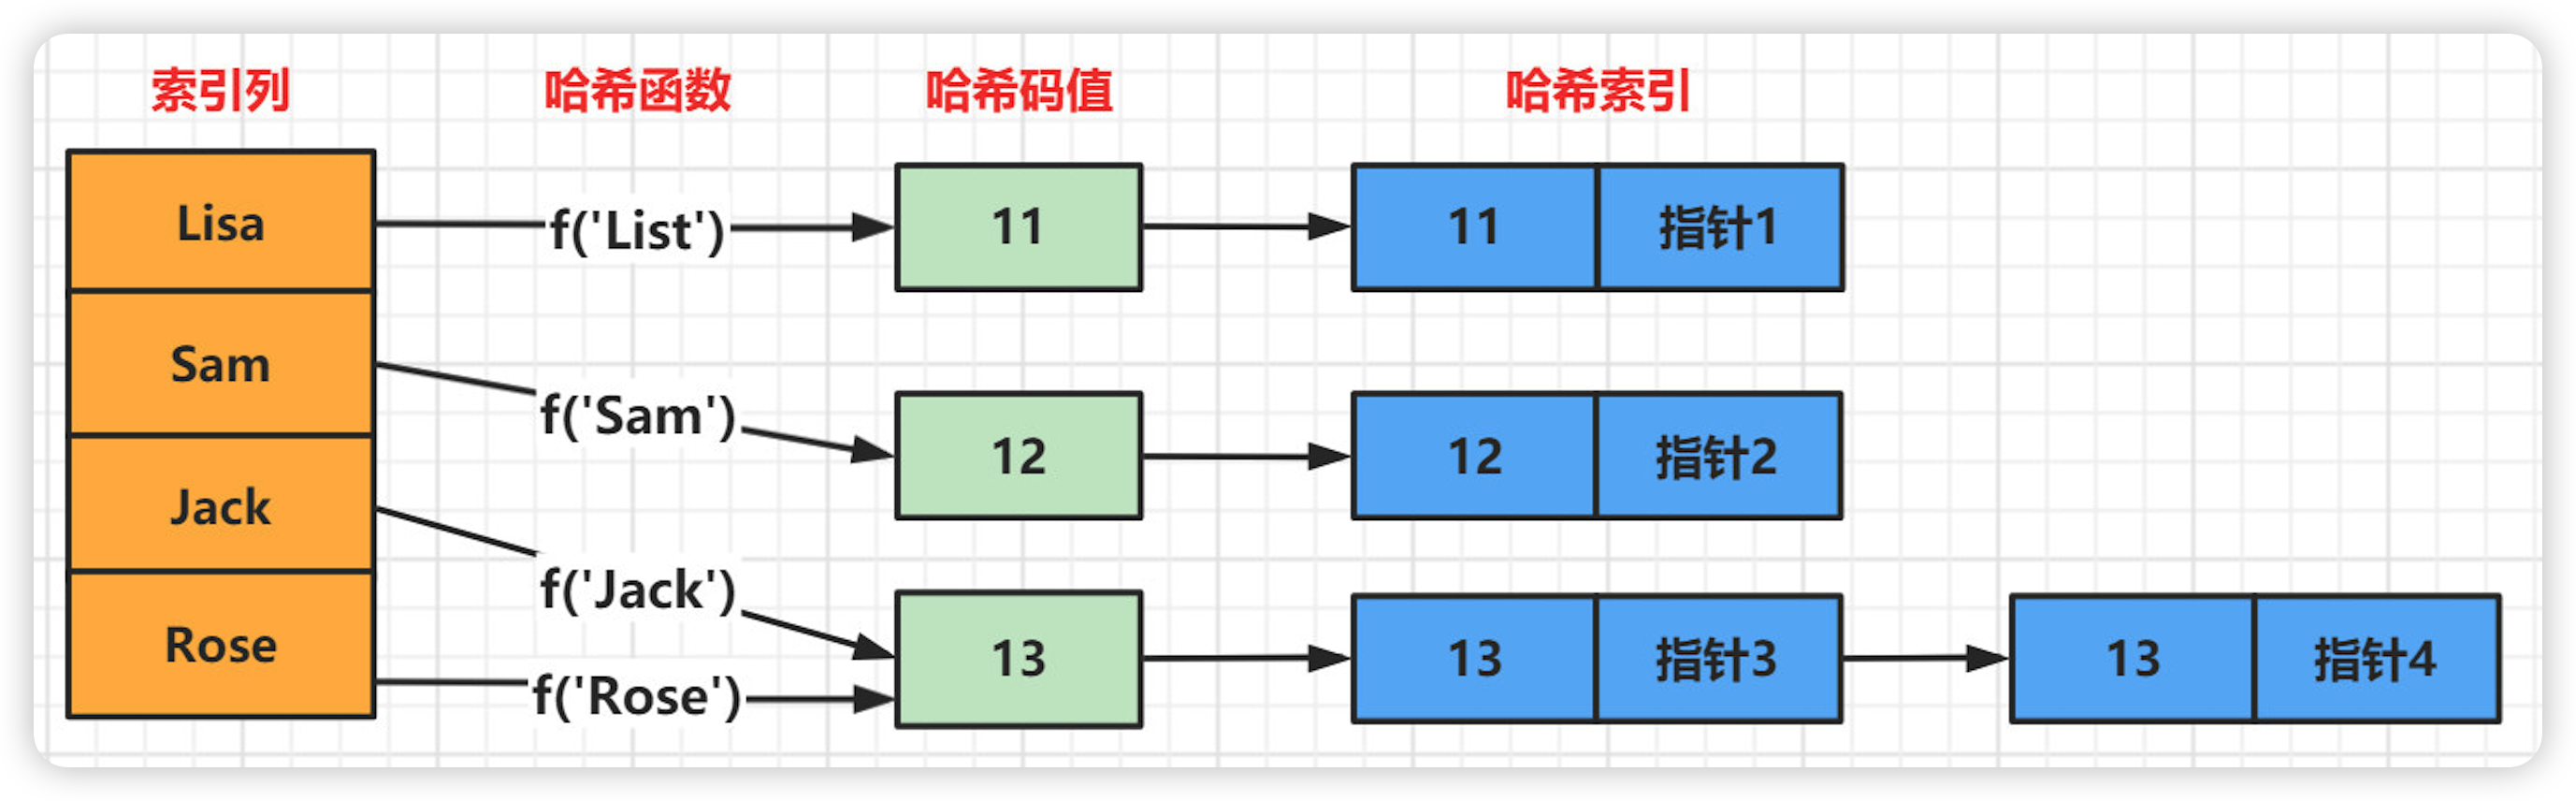 索引列 哈希函数 哈希码值 哈希索引
Lisa f('List') 11 11 指针1
Sam f('Sam') 12 12 指针2
Jack f('Jack')
13 13 指针3 13 指针4
Rose f('Rose')